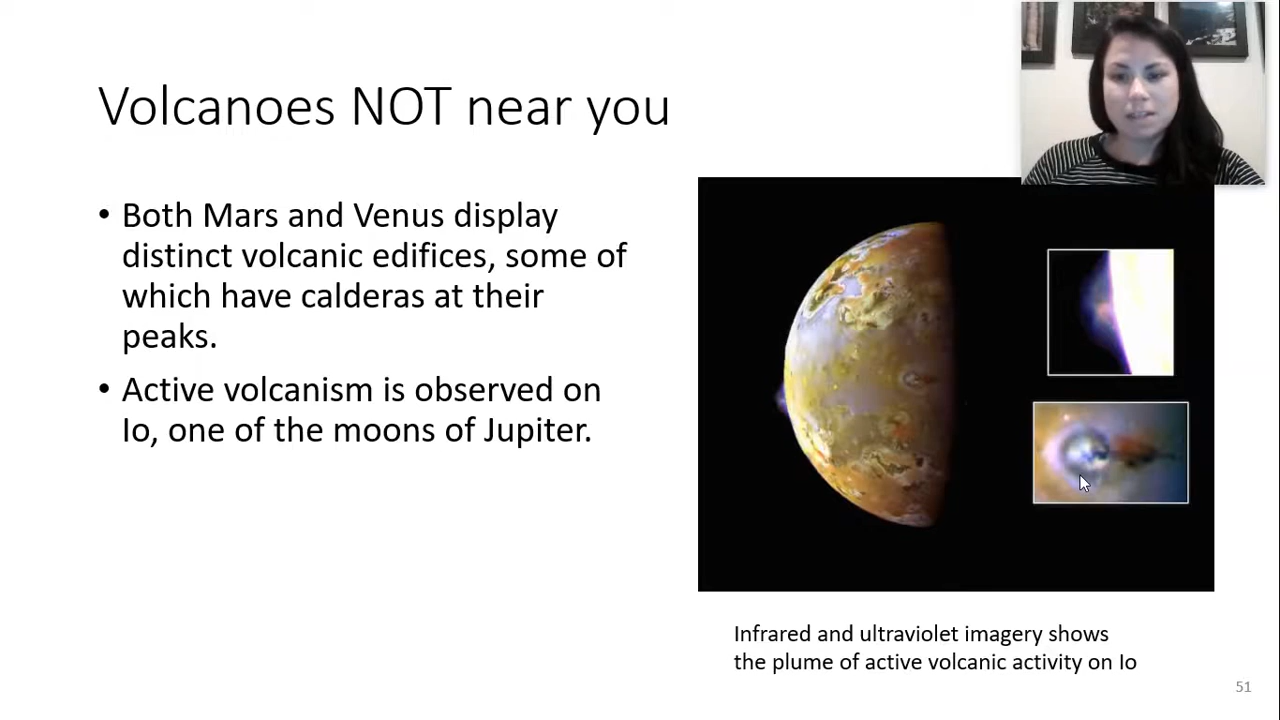 Volcanoes NOT near you
• Both Mars and Venus display
distinct volcanic edifices, some of
which have calderas at their
peaks.
• Active volcanism is observed on
Io, one of the moons of Jupiter.
Infrared and ultraviolet imagery shows
the plume of active volcanic activity on Io
51